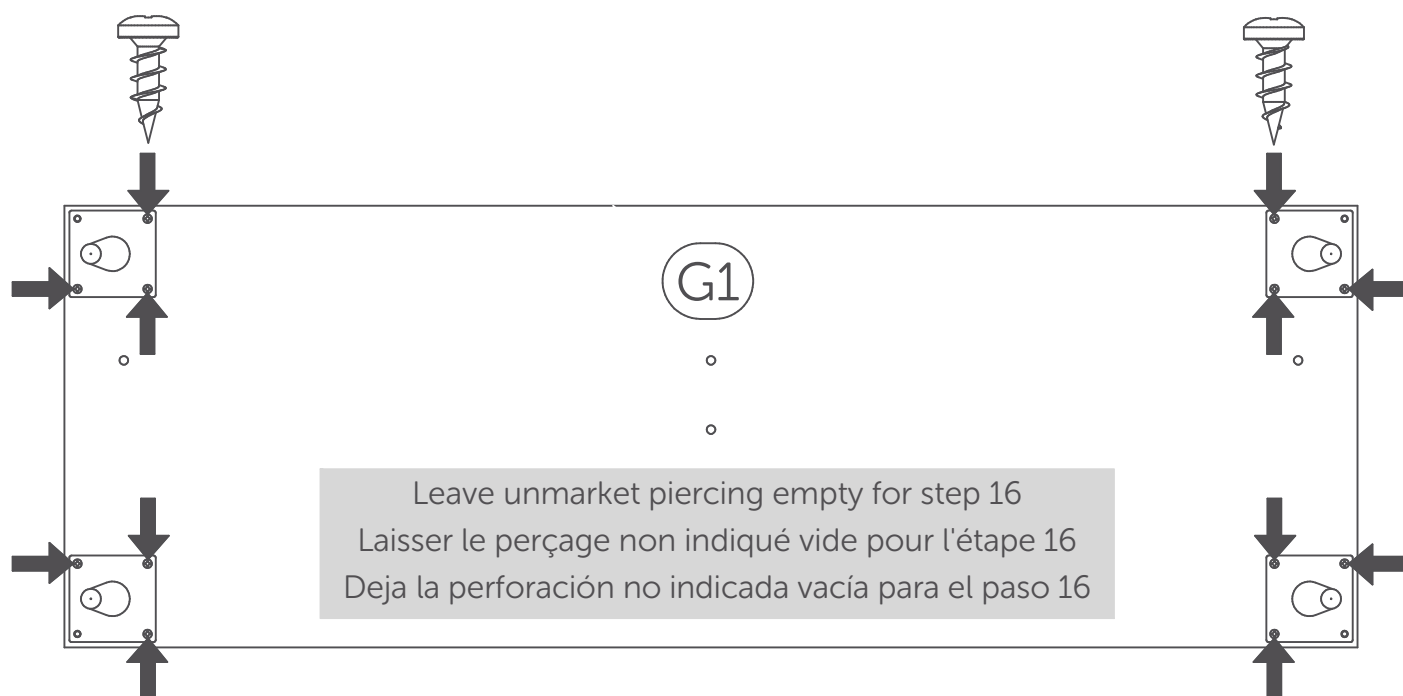 G1
Leave unmarket piercing empty for step 16
Laisser le perçage non indiqué vide pour l'étape 16
Deja la perforación no indicada vacía para el paso 16